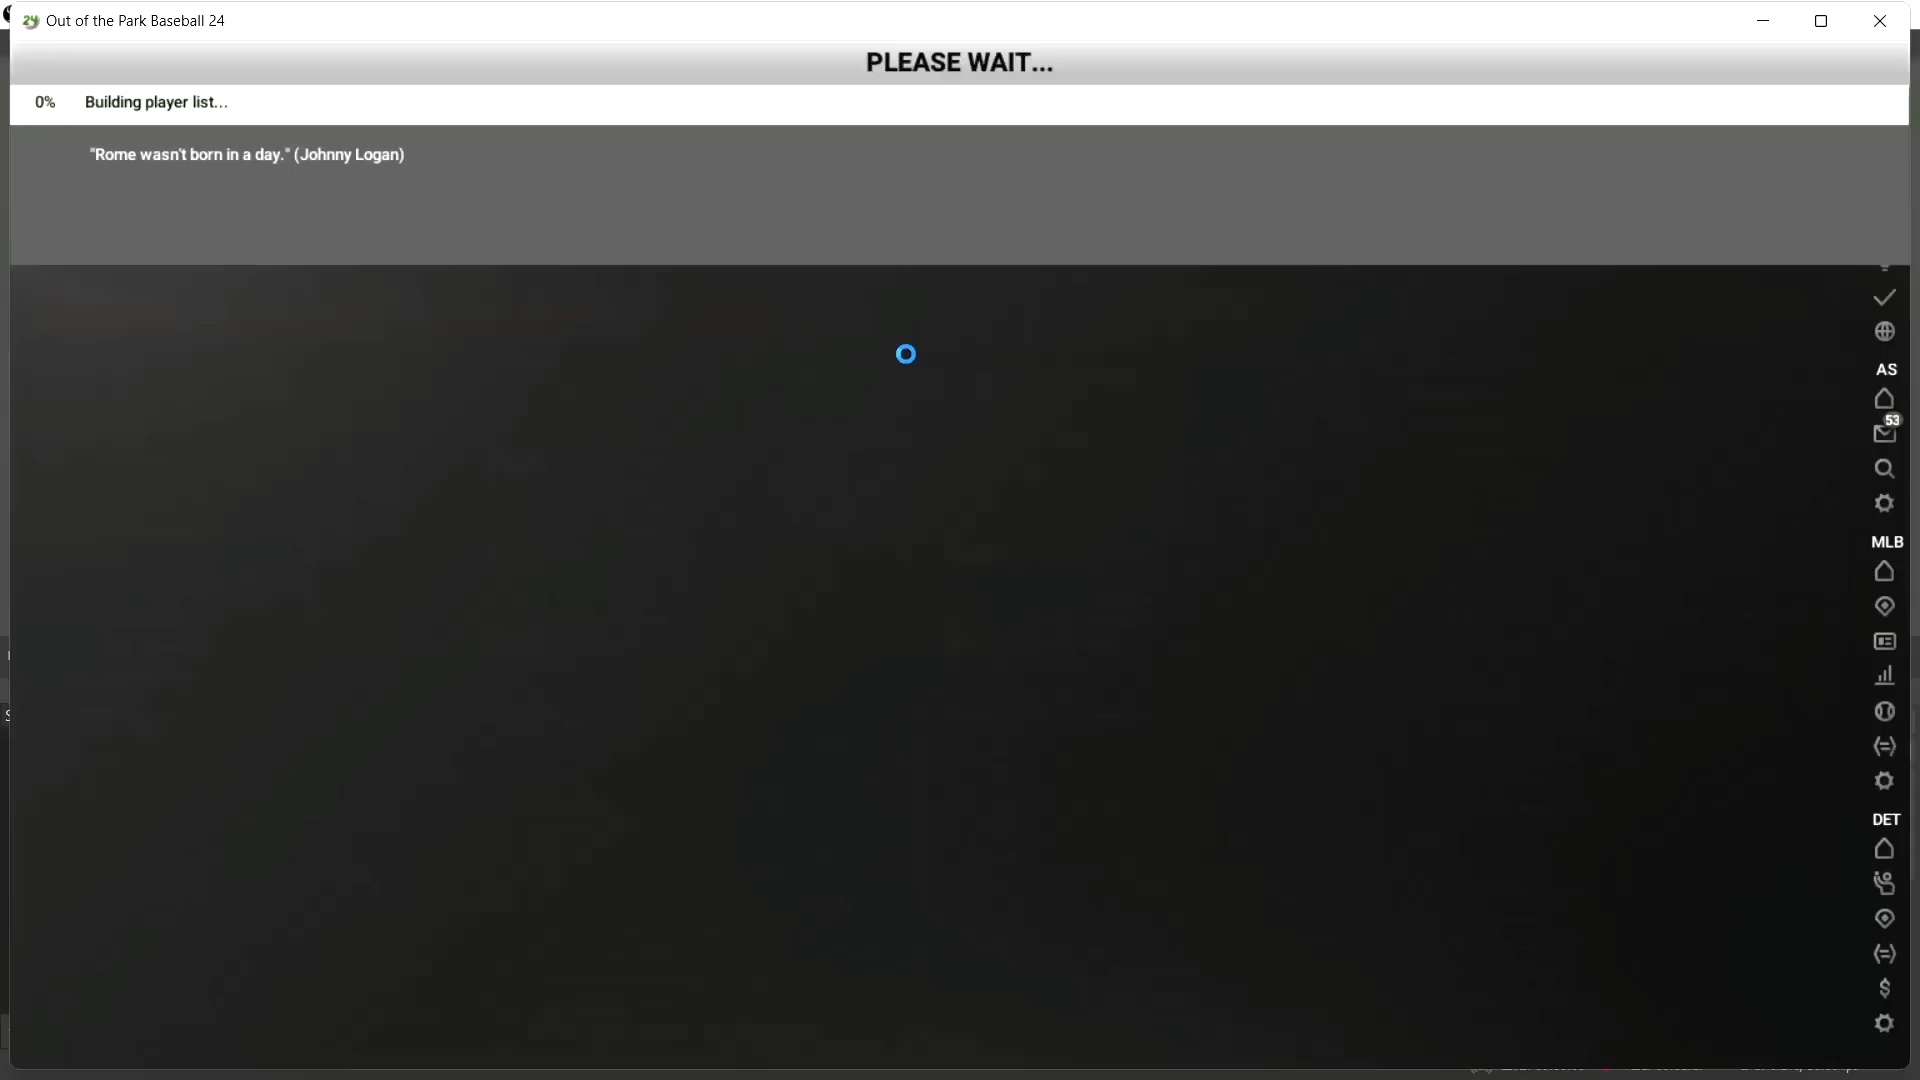 Out of the Park Baseball 24
PLEASE WAIT...
0% Building player list...
"Rome wasn't born in a day." (Johnny Logan)
AS
53
MLB
DET